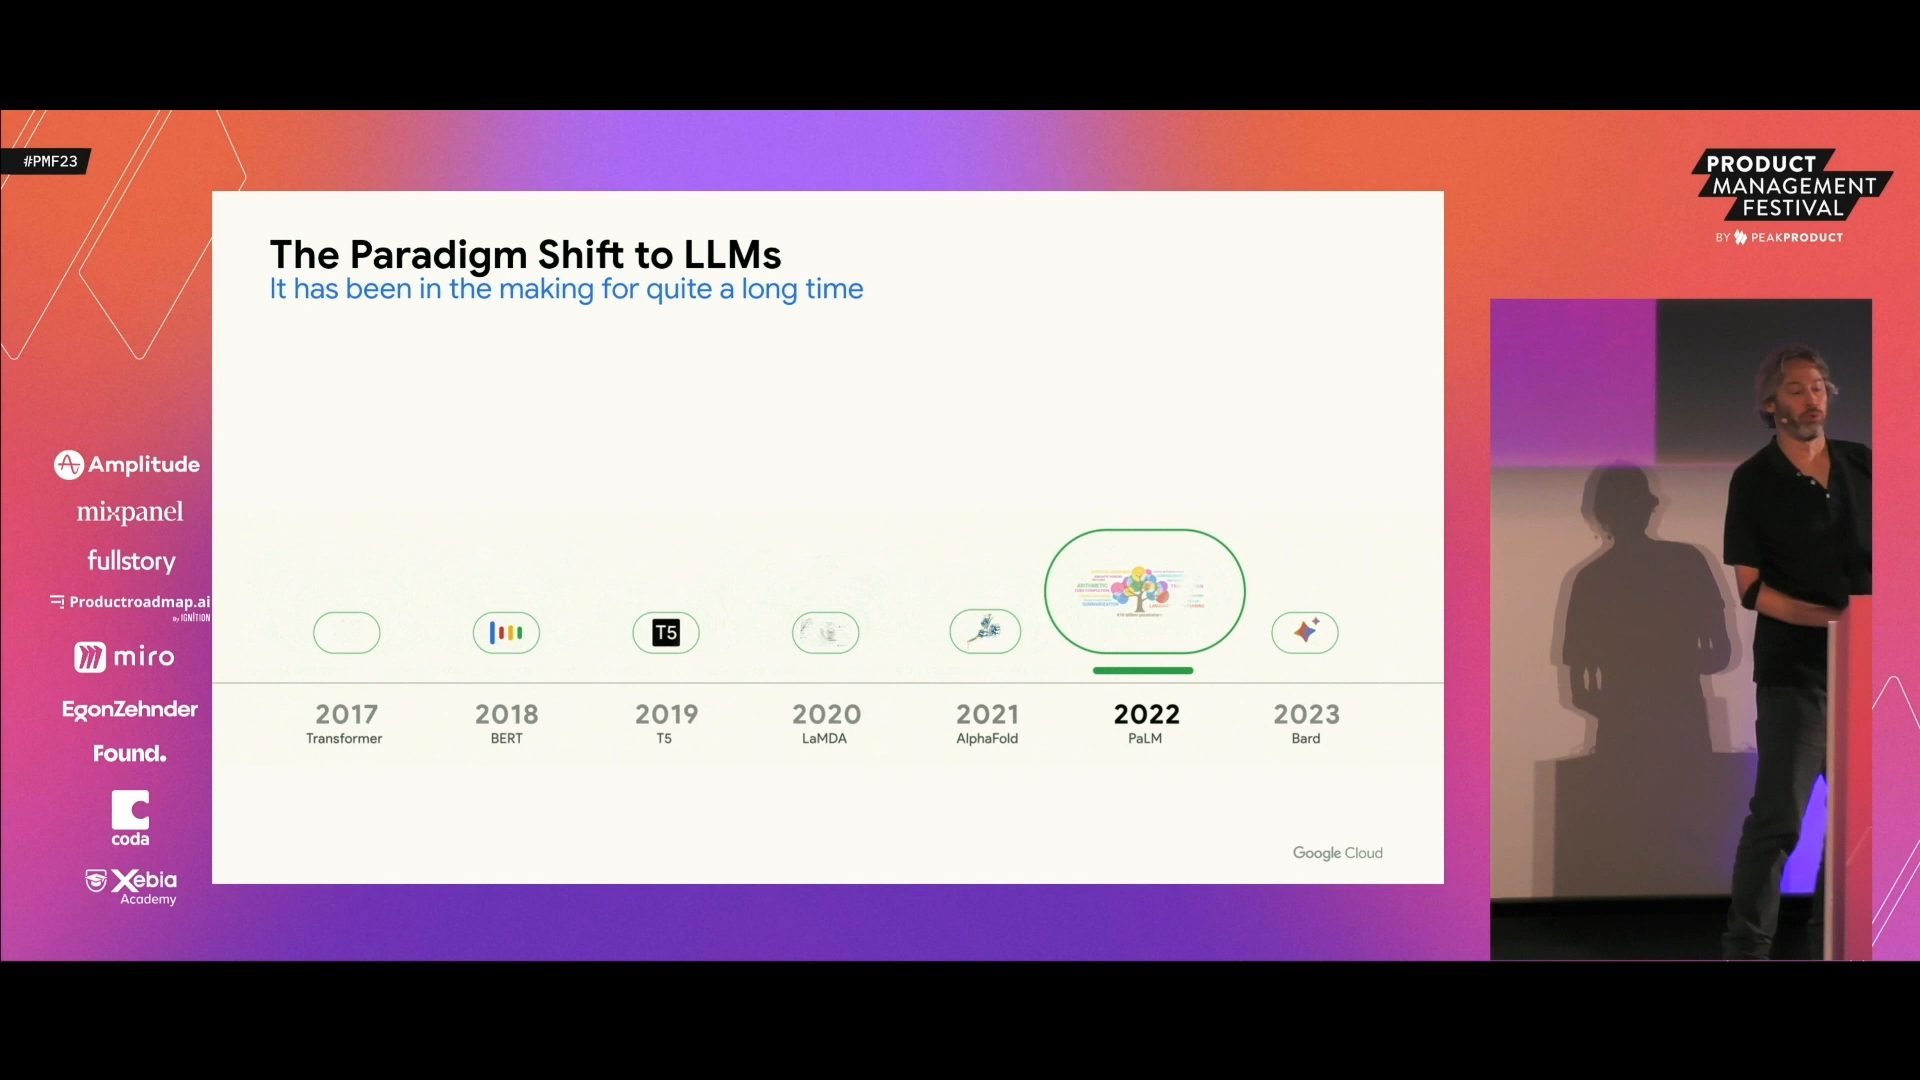 #PMF23
PRODUCT
MANAGEMENT
FESTIVAL
BY PEAKPRODUCT
The Paradigm Shift to LLMs
It has been in the making for quite a long time
Amplitude
mixpanel
fullstory
Productroadmap.ai
By IGNITION
miro
EgonZehnder
Found.
coda
Xebia
Academy
T5
ARITHMETIC
SUMMARIZATION
2017 2018 2019 2020 2021 2022 2023
Transformer BERT T5 LaMDA AlphaFold PaLM Bard
Google Cloud